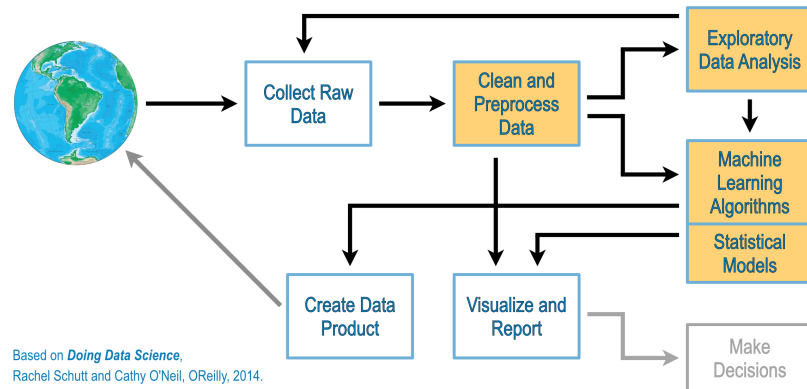 Exploratory
Data Analysis
Collect Raw
Data
Clean and
Preprocess
Data
Machine
Learning
Algorithms
Statistical
Models
Create Data
Product
Visualize and
Report
Make
Decisions
Based on Doing Data Science,
Rachel Schutt and Cathy O'Neil, OReilly, 2014.